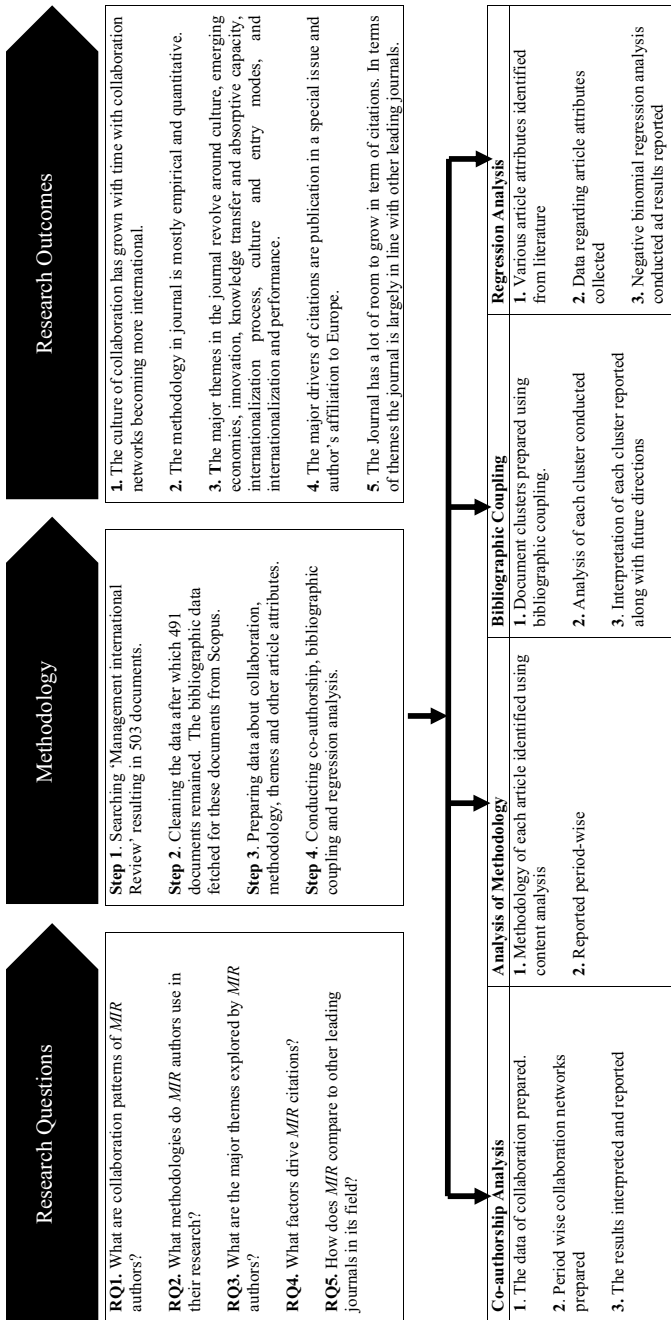 Research Questions
RQ1. What are collaboration patterns of MIR
authors?
RQ2. What methodologies do MIR authors use in
their research?
RQ3. What are the major themes explored by MIR
authors?
RQ4. What factors drive MIR citations?
RQ5. How does MIR compare to other leading
journals in its field?
Methodology
Step 1. Searching ‘Management international
Review’ resulting in 503 documents.
Step 2. Cleaning the data after which 491
documents remained. The bibliographic data
fetched for these documents from Scopus.
Step 3. Preparing data about collaboration,
methodology, themes and other article attributes.
Step 4. Conducting co-authorship, bibliographic
coupling and regression analysis.
Research Outcomes
1. The culture of collaboration has grown with time with collaboration
networks becoming more international.
2. The methodology in journal is mostly empirical and quantitative.
3. The major themes in the journal revolve around culture, emerging
economies, innovation, knowledge transfer and absorptive capacity,
internationalization process, culture and entry modes, and
internationalization and performance.
4. The major drivers of citations are publication in a special issue and
author’s affiliation to Europe.
5. The Journal has a lot of room to grow in term of citations. In terms
of themes the journal is largely in line with other leading journals.
Co-authorship Analysis
1. The data of collaboration prepared.
2. Period wise collaboration networks
prepared
3. The results interpreted and reported
Analysis of Methodology
1. Methodology of each article identified using
content analysis
2. Reported period-wise
Bibliographic Coupling
1. Document clusters prepared using
bibliographic coupling.
2. Analysis of each cluster conducted
3. Interpretation of each cluster reported
along with future directions
Regression Analysis
1. Various article attributes identified
from literature
2. Data regarding article attributes
collected
3. Negative binomial regression analysis
conducted ad results reported